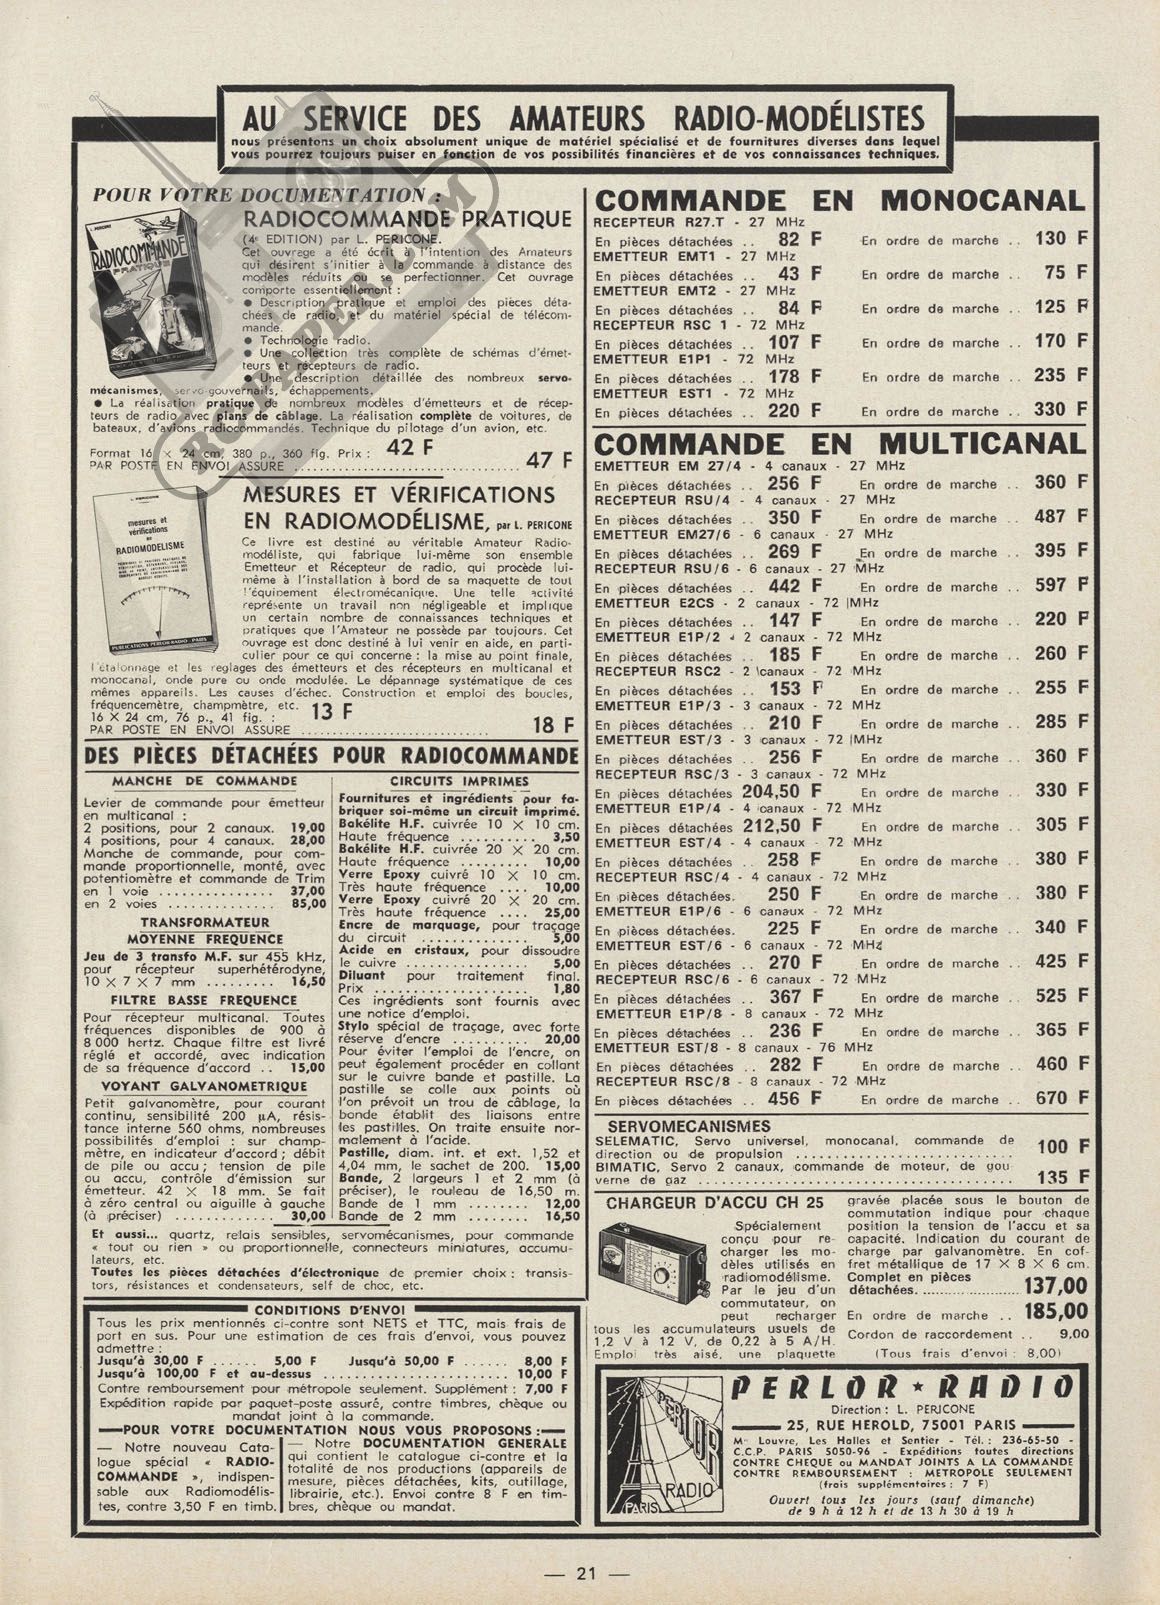 AU SERVICE DES AMATEURS RADIO-MODÉLISTES
nous présentons un choix absolument unique de matériel spécialisé et de fournitures diverses dans lequel
vous pourrez toujours puiser en fonction de vos possibilités financières et de vos connaissances techniques.
POUR VOTRE DOCUMENTATION :
RADIOCOMMANDE PRATIQUE
(4e EDITION) par L. PERICONE.
Cet ouvrage a été écrit à l'intention des Amateurs
qui désirent s'initier à la commande à distance des
modèles réduits ou se perfectionner. Cet ouvrage
comporte essentiellement :
● Description pratique et emploi des pièces déta-
chées de radio, et du matériel spécial de télécom-
mande.
● Technologie radio.
● Une collection très complète de schémas d'émet-
teurs et récepteurs de radio.
● Une description détaillée des nombreux servo-
mécanismes, servo-gouvernails, échappements.
● La réalisation pratique de nombreux modèles d'émetteurs et de récep-
teurs de radio avec plans de câblage. La réalisation complète de voitures, de
bateaux, d'avions radiocommandés. Technique du pilotage d'un avion, etc.
Format 16 × 24 cm, 380 p., 360 fig. Prix : 42 F
PAR POSTE EN ENVOI ASSURE ........ 47 F
L. PERICONE
RADIOCOMMANDE
PRATIQUE
RC-PAPER.COM
MESURES ET VÉRIFICATIONS
EN RADIOMODÉLISME, par L. PERICONE
Ce livre est destiné au véritable Amateur Radio-
modéliste, qui fabrique lui-même son ensemble
Emetteur et Récepteur de radio, qui procède lui-
même à l'installation à bord de sa maquette de tout
l'équipement électromécanique. Une telle activité
représente un travail non négligeable et implique
un certain nombre de connaissances techniques et
pratiques que l'Amateur ne possède par toujours. Cet
ouvrage est donc destiné à lui venir en aide, en parti-
culier pour ce qui concerne : la mise au point finale,
l'étalonnage et les réglages des émetteurs et des récepteurs en multicanal et
monocanal, onde pure ou onde modulée. Le dépannage systématique de ces
mêmes appareils. Les causes d'échec. Construction et emploi des boucles,
fréquencemètre, champmètre, etc.
16 × 24 cm, 76 p., 41 fig. : 13 F
PAR POSTE EN ENVOI ASSURE ........ 18 F
L. PERICONE
mesures et
vérifications
en
RADIOMODELISME
PUBLICATIONS PERLOR-RADIO - PARIS
DES PIÈCES DÉTACHÉES POUR RADIOCOMMANDE
MANCHE DE COMMANDE
Levier de commande pour émetteur
en multicanal :
2 positions, pour 2 canaux. 19,00
4 positions, pour 4 canaux. 28,00
Manche de commande, pour com-
mande proportionnelle, monté, avec
potentiomètre et commande de Trim
en 1 voie ........ 37,00
en 2 voies ........ 85,00
TRANSFORMATEUR
MOYENNE FREQUENCE
Jeu de 3 transfo M.F. sur 455 kHz,
pour récepteur superhétérodyne,
10 × 7 × 7 mm ........ 16,50
FILTRE BASSE FREQUENCE
Pour récepteur multicanal. Toutes
fréquences disponibles de 900 à
8 000 hertz. Chaque filtre est livré
réglé et accordé, avec indication
de sa fréquence d'accord .. 15,00
VOYANT GALVANOMETRIQUE
Petit galvanomètre, pour courant
continu, sensibilité 200 µA, résis-
tance interne 560 ohms, nombreuses
possibilités d'emploi : sur champ-
mètre, en indicateur d'accord ; débit
de pile ou accu ; tension de pile
ou accu, contrôle d'émission sur
émetteur. 42 × 18 mm. Se fait
à zéro central ou aiguille à gauche
(à préciser) ........ 30,00
CIRCUITS IMPRIMES
Fournitures et ingrédients pour fa-
briquer soi-même un circuit imprimé.
Bakélite H.F. cuivrée 10 × 10 cm.
Haute fréquence ........ 3,50
Bakélite H.F. cuivrée 20 × 20 cm.
Haute fréquence ........ 10,00
Verre Epoxy cuivré 10 × 10 cm.
Très haute fréquence .... 10,00
Verre Epoxy cuivré 20 × 20 cm.
Très haute fréquence .... 25,00
Encre de marquage, pour traçage
du circuit ........ 5,00
Acide en cristaux, pour dissoudre
le cuivre ........ 5,00
Diluant pour traitement final.
Prix ........ 1,80
Ces ingrédients sont fournis avec
une notice d'emploi.
Stylo spécial de traçage, avec forte
réserve d'encre ........ 20,00
Pour éviter l'emploi de l'encre, on
peut également procéder en collant
sur le cuivre bande et pastille. La
pastille se colle aux points où
l'on prévoit un trou de câblage, la
bande établit des liaisons entre
les pastilles. On traite ensuite nor-
malement à l'acide.
Pastille, diam. int. et ext. 1,52 et
4,04 mm, le sachet de 200. 15,00
Bande, 2 largeurs 1 et 2 mm (à
préciser), le rouleau de 16,50 m.
Bande de 1 mm ........ 12,00
Bande de 2 mm ........ 16,50
Et aussi... quartz, relais sensibles, servomécanismes, pour commande
« tout ou rien » ou proportionnelle, connecteurs miniatures, accumu-
lateurs, etc.
Toutes les pièces détachées d'électronique de premier choix : transis-
tors, résistances et condensateurs, self de choc, etc.
CONDITIONS D'ENVOI
Tous les prix mentionnés ci-contre sont NETS et TTC, mais frais de
port en sus. Pour une estimation de ces frais d'envoi, vous pouvez
admettre :
Jusqu'à 30,00 F ...... 5,00 F Jusqu'à 50,00 F ...... 8,00 F
Jusqu'à 100,00 F et au-dessus ........ 10,00 F
Contre remboursement pour métropole seulement. Supplément : 7,00 F
Expédition rapide par paquet-poste assuré, contre timbres, chèque ou
mandat joint à la commande.
POUR VOTRE DOCUMENTATION NOUS VOUS PROPOSONS :
— Notre nouveau Cata-
logue spécial « RADIO-
COMMANDE », indispen-
sable aux Radiomodélis-
tes, contre 3,50 F en timb.
— Notre DOCUMENTATION GENERALE
qui contient le catalogue ci-contre et la
totalité de nos productions (appareils de
mesure, pièces détachées, kits, outillage,
librairie, etc.). Envoi contre 8 F en tim-
bres, chèque ou mandat.
COMMANDE EN MONOCANAL
RECEPTEUR R27.T - 27 MHz
En pièces détachées .. 82 F En ordre de marche .. 130 F
EMETTEUR EMT1 - 27 MHz
En pièces détachées .. 43 F En ordre de marche .. 75 F
EMETTEUR EMT2 - 27 MHz
En pièces détachées .. 84 F En ordre de marche .. 125 F
RECEPTEUR RSC 1 - 72 MHz
En pièces détachées .. 107 F En ordre de marche .. 170 F
EMETTEUR E1P1 - 72 MHz
En pièces détachées .. 178 F En ordre de marche .. 235 F
EMETTEUR EST1 - 72 MHz
En pièces détachées .. 220 F En ordre de marche .. 330 F
COMMANDE EN MULTICANAL
EMETTEUR EM 27/4 - 4 canaux - 27 MHz
En pièces détachées .. 256 F En ordre de marche .. 360 F
RECEPTEUR RSU/4 - 4 canaux - 27 MHz
En pièces détachées .. 350 F En ordre de marche .. 487 F
EMETTEUR EM27/6 - 6 canaux - 27 MHz
En pièces détachées .. 269 F En ordre de marche .. 395 F
RECEPTEUR RSU/6 - 6 canaux - 27 MHz
En pièces détachées .. 442 F En ordre de marche .. 597 F
EMETTEUR E2CS - 2 canaux - 72 MHz
En pièces détachées .. 147 F En ordre de marche .. 220 F
EMETTEUR E1P/2 - 2 canaux - 72 MHz
En pièces détachées .. 185 F En ordre de marche .. 260 F
RECEPTEUR RSC2 - 2 canaux - 72 MHz
En pièces détachées .. 153 F En ordre de marche .. 255 F
EMETTEUR E1P/3 - 3 canaux - 72 MHz
En pièces détachées .. 210 F En ordre de marche .. 285 F
EMETTEUR EST/3 - 3 canaux - 72 MHz
En pièces détachées .. 256 F En ordre de marche .. 360 F
RECEPTEUR RSC/3 - 3 canaux - 72 MHz
En pièces détachées 204,50 F En ordre de marche .. 330 F
EMETTEUR E1P/4 - 4 canaux - 72 MHz
En pièces détachées 212,50 F En ordre de marche .. 305 F
EMETTEUR EST/4 - 4 canaux - 72 MHz
En pièces détachées .. 258 F En ordre de marche .. 380 F
RECEPTEUR RSC/4 - 4 canaux - 72 MHz
En pièces détachées. 250 F En ordre de marche .. 380 F
EMETTEUR E1P/6 - 6 canaux - 72 MHz
En pièces détachées. 225 F En ordre de marche .. 340 F
EMETTEUR EST/6 - 6 canaux - 72 MHz
En pièces détachées .. 270 F En ordre de marche .. 425 F
RECEPTEUR RSC/6 - 6 canaux - 72 MHz
En pièces détachées .. 367 F En ordre de marche .. 525 F
EMETTEUR E1P/8 - 8 canaux - 72 MHz
En pièces détachées .. 236 F En ordre de marche .. 365 F
EMETTEUR EST/8 - 8 canaux - 76 MHz
En pièces détachées .. 282 F En ordre de marche .. 460 F
RECEPTEUR RSC/8 - 8 canaux - 72 MHz
En pièces détachées .. 456 F En ordre de marche .. 670 F
SERVOMECANISMES
SELEMATIC, Servo universel, monocanal, commande de
direction ou de propulsion ........ 100 F
BIMATIC, Servo 2 canaux, commande de moteur, de gou
verne de gaz ........ 135 F
CHARGEUR D'ACCU CH 25
Spécialement
conçu pour re-
charger les mo-
dèles utilisés en
radiomodélisme.
Par le jeu d'un
commutateur, on
peut recharger
tous les accumulateurs usuels de
1,2 V à 12 V, de 0,22 à 5 A/H.
Emploi très aisé, une plaquette
gravée placée sous le bouton de
commutation indique pour chaque
position la tension de l'accu et sa
capacité. Indication du courant de
charge par galvanomètre. En cof-
fret métallique de 17 × 8 × 6 cm.
Complet en pièces
détachées. ........ 137,00
En ordre de marche .. 185,00
Cordon de raccordement .. 9,00
(Tous frais d'envoi : 8,00)
PERLOR
RADIO
PARIS
PERLOR ★ RADIO
Direction : L. PERICONE
25, RUE HEROLD, 75001 PARIS
M° Louvre, Les Halles et Sentier - Tél. : 236-65-50 -
C.C.P. PARIS 5050-96 - Expéditions toutes directions
CONTRE CHEQUE ou MANDAT JOINTS A LA COMMANDE
CONTRE REMBOURSEMENT : METROPOLE SEULEMENT
(frais supplémentaires : 7 F)
Ouvert tous les jours (sauf dimanche)
de 9 h à 12 h et de 13 h 30 à 19 h
— 21 —